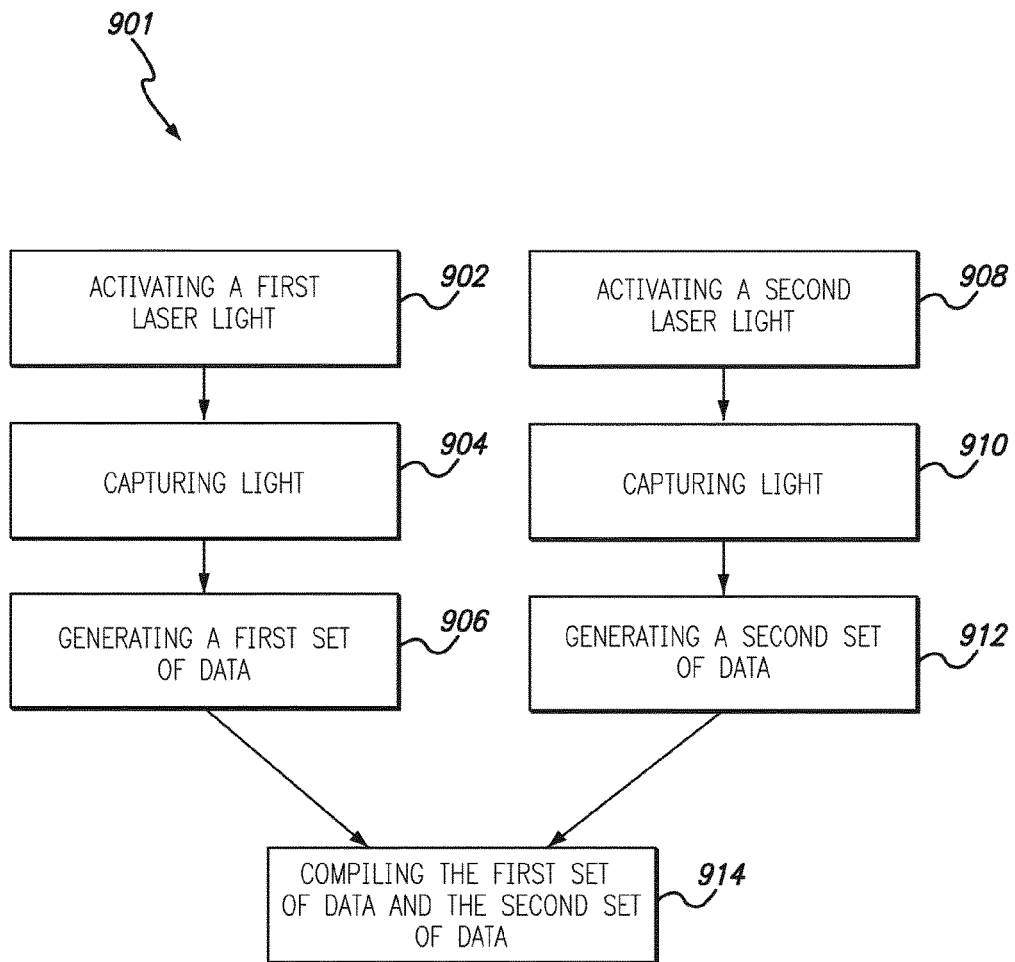 901
ACTIVATING A FIRST
LASER LIGHT
902
ACTIVATING A SECOND
LASER LIGHT
908
CAPTURING LIGHT
904
CAPTURING LIGHT
910
GENERATING A FIRST SET
OF DATA
906
GENERATING A SECOND SET
OF DATA
912
COMPILING THE FIRST SET
OF DATA AND THE SECOND SET
OF DATA
914